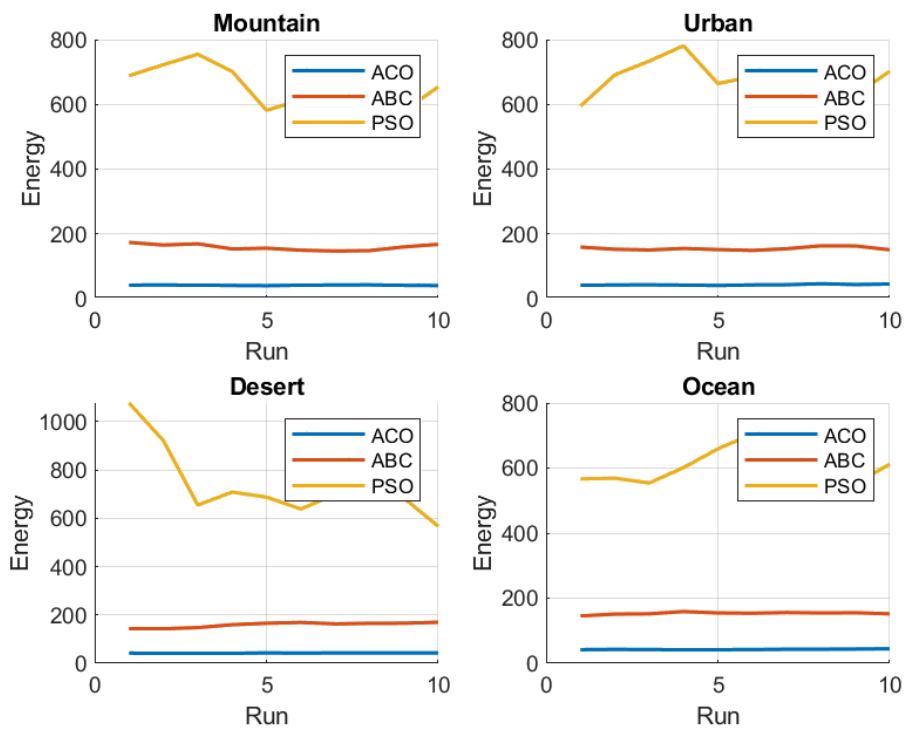 Mountain
800
600
400
200
0
Energy
0
5
10
Run
ACO
ABC
PSO
Urban
800
600
400
200
0
Energy
0
5
10
Run
ACO
ABC
PSO
Desert
1000
800
600
400
200
0
Energy
0
5
10
Run
ACO
ABC
PSO
Ocean
800
600
400
200
0
Energy
0
5
10
Run
ACO
ABC
PSO